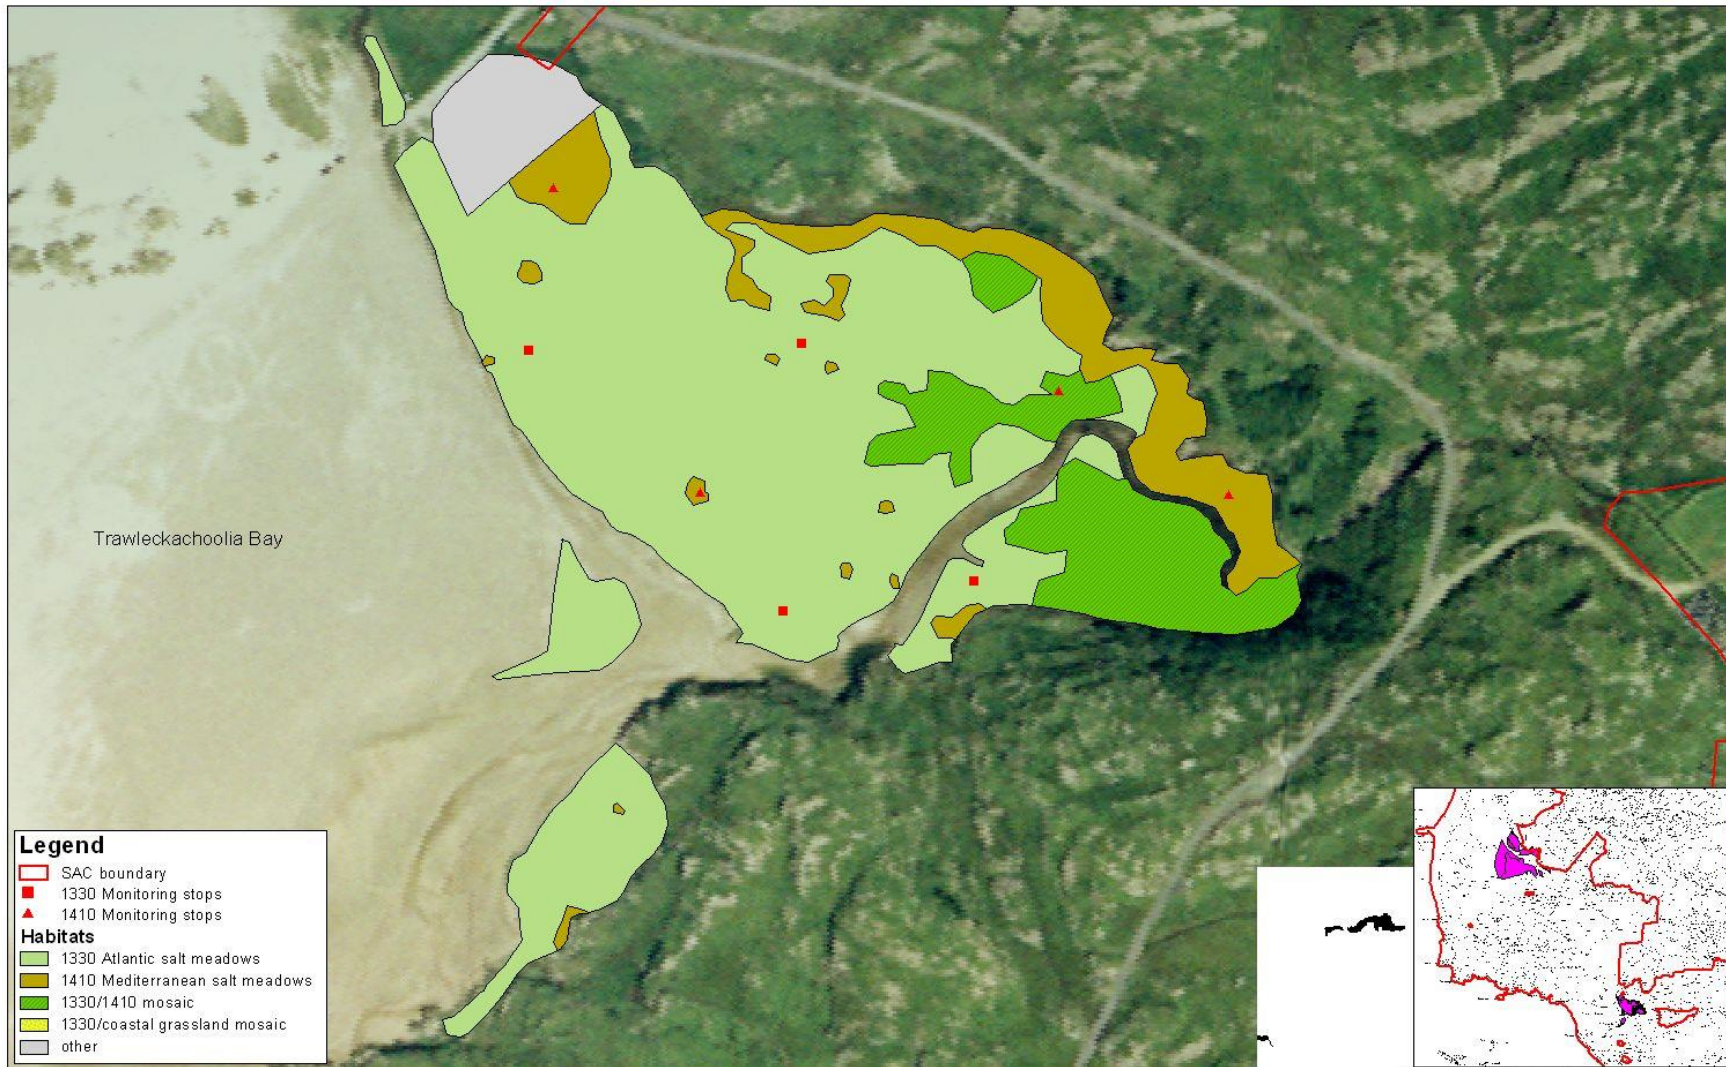 Trawleckachoolia Bay
Legend
SAC boundary
1330 Monitoring stops
1410 Monitoring stops
Habitats
1330 Atlantic salt meadows
1410 Mediterranean salt meadows
1330/1410 mosaic
1330/coastal grassland mosaic
other